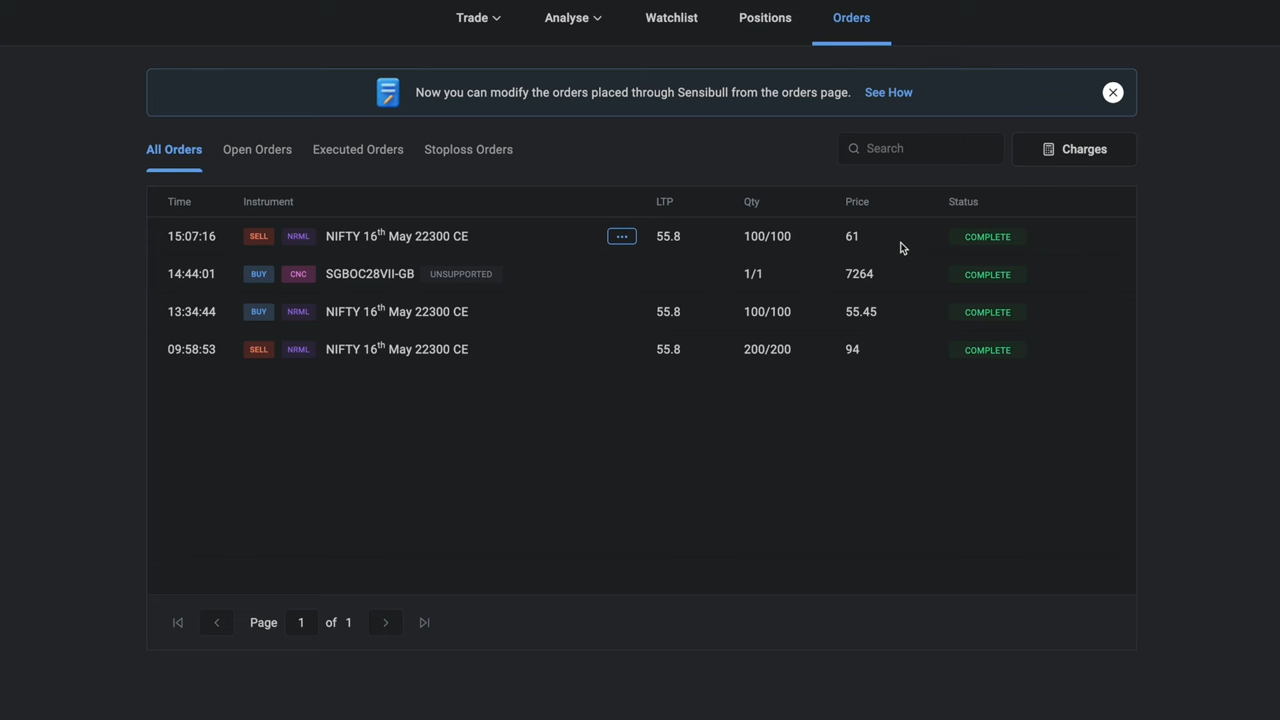 Trade Analyse Watchlist Positions Orders
Now you can modify the orders placed through Sensibull from the orders page. See How
All Orders Open Orders Executed Orders Stoploss Orders Search Charges
Time Instrument LTP Qty Price Status
15:07:16 SELL NRML NIFTY 16th May 22300 CE ... 55.8 100/100 61 COMPLETE
14:44:01 BUY CNC SGBOC28VII-GB UNSUPPORTED 1/1 7264 COMPLETE
13:34:44 BUY NRML NIFTY 16th May 22300 CE 55.8 100/100 55.45 COMPLETE
09:58:53 SELL NRML NIFTY 16th May 22300 CE 55.8 200/200 94 COMPLETE
Page 1 of 1